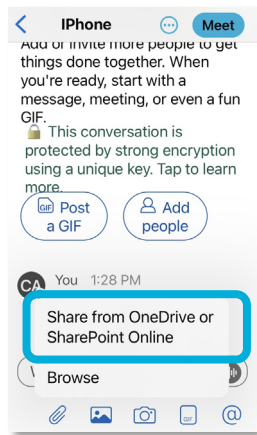 IPhone
Meet
Add or invite more people to get
things done together. When
you're ready, start with a
message, meeting, or even a fun
GIF.
This conversation is
protected by strong encryption
using a unique key. Tap to learn
more.
GIF Post
a GIF
Add
people
CA
You 1:28 PM
Share from OneDrive or
SharePoint Online
W
Browse
GIF
@